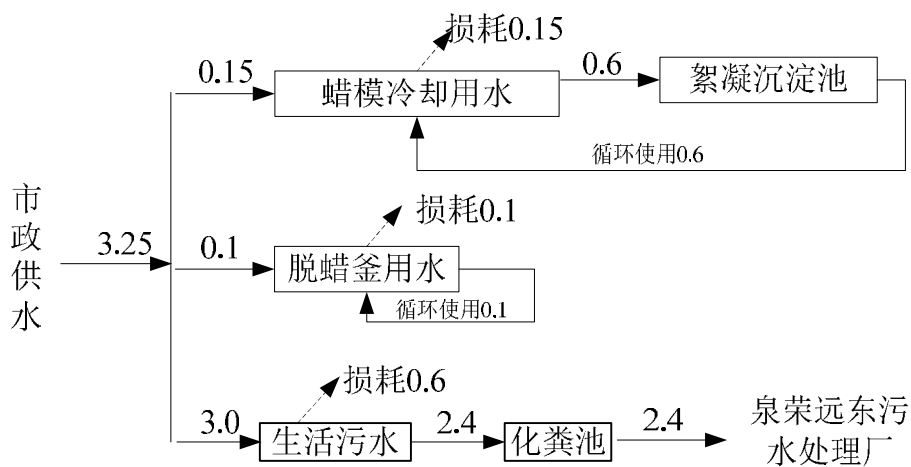 损耗0.15
0.15
蜡模冷却用水
0.6
絮凝沉淀池
循环使用0.6
市政供水
3.25
损耗0.1
0.1
脱蜡釜用水
循环使用0.1
损耗0.6
3.0
生活污水
2.4
化粪池
2.4
泉荣远东污
水处理厂